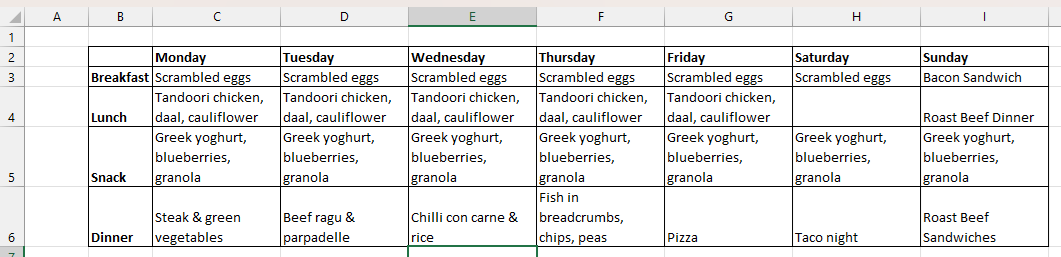 A B C D E F G H I
1
2 Monday Tuesday Wednesday Thursday Friday Saturday Sunday
3 Breakfast Scrambled eggs Scrambled eggs Scrambled eggs Scrambled eggs Scrambled eggs Scrambled eggs Bacon Sandwich
Tandoori chicken, Tandoori chicken, Tandoori chicken, Tandoori chicken, Tandoori chicken,
4 Lunch daal, cauliflower daal, cauliflower daal, cauliflower daal, cauliflower daal, cauliflower Roast Beef Dinner
Greek yoghurt, Greek yoghurt, Greek yoghurt, Greek yoghurt, Greek yoghurt, Greek yoghurt, Greek yoghurt,
blueberries, blueberries, blueberries, blueberries, blueberries, blueberries, blueberries,
5 Snack granola granola granola granola granola granola granola
Fish in
Steak & green Beef ragu & Chilli con carne & breadcrumbs, Roast Beef
6 Dinner vegetables parpadelle rice chips, peas Pizza Taco night Sandwiches
7